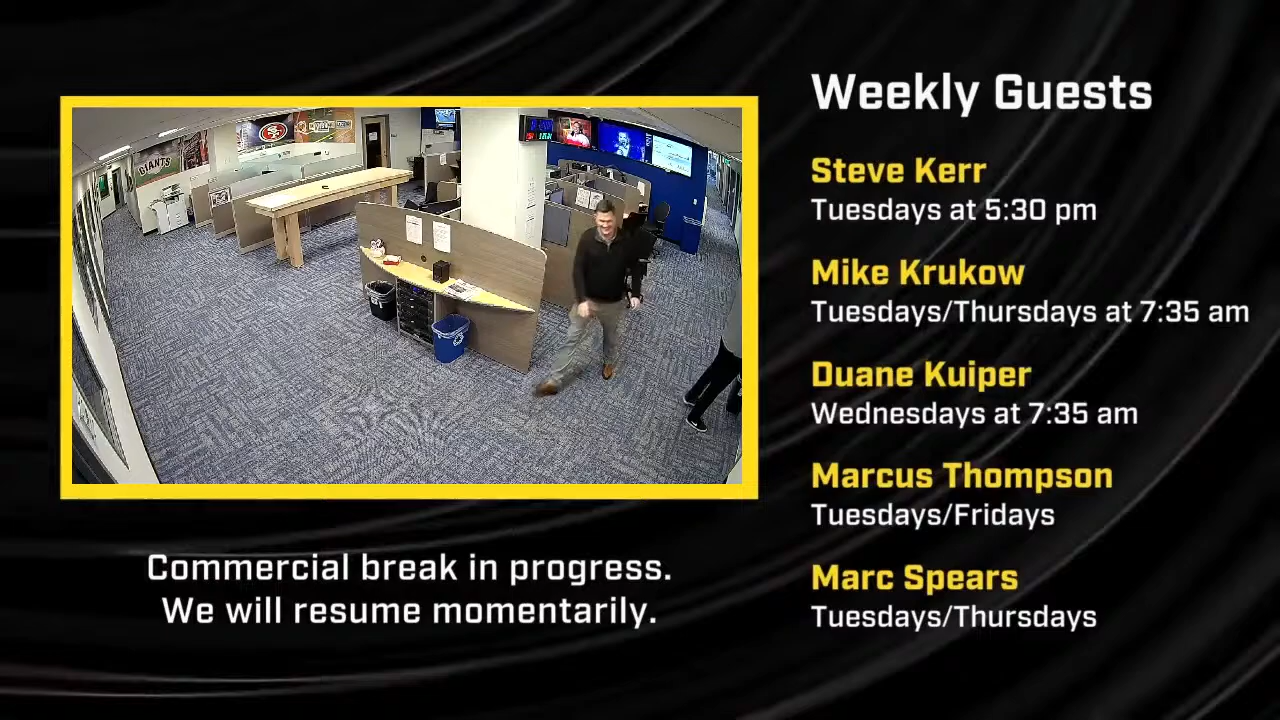 GIANTS
Weekly Guests
Steve Kerr
Tuesdays at 5:30 pm
Mike Krukow
Tuesdays/Thursdays at 7:35 am
Duane Kuiper
Wednesdays at 7:35 am
Marcus Thompson
Tuesdays/Fridays
Marc Spears
Tuesdays/Thursdays
Commercial break in progress.
We will resume momentarily.